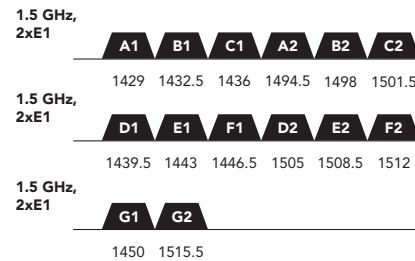 1.5 GHz,
2xE1
A1 B1 C1 A2 B2 C2
1429 1432.5 1436 1494.5 1498 1501.5
1.5 GHz,
2xE1
D1 E1 F1 D2 E2 F2
1439.5 1443 1446.5 1505 1508.5 1512
1.5 GHz,
2xE1
G1 G2
1450 1515.5